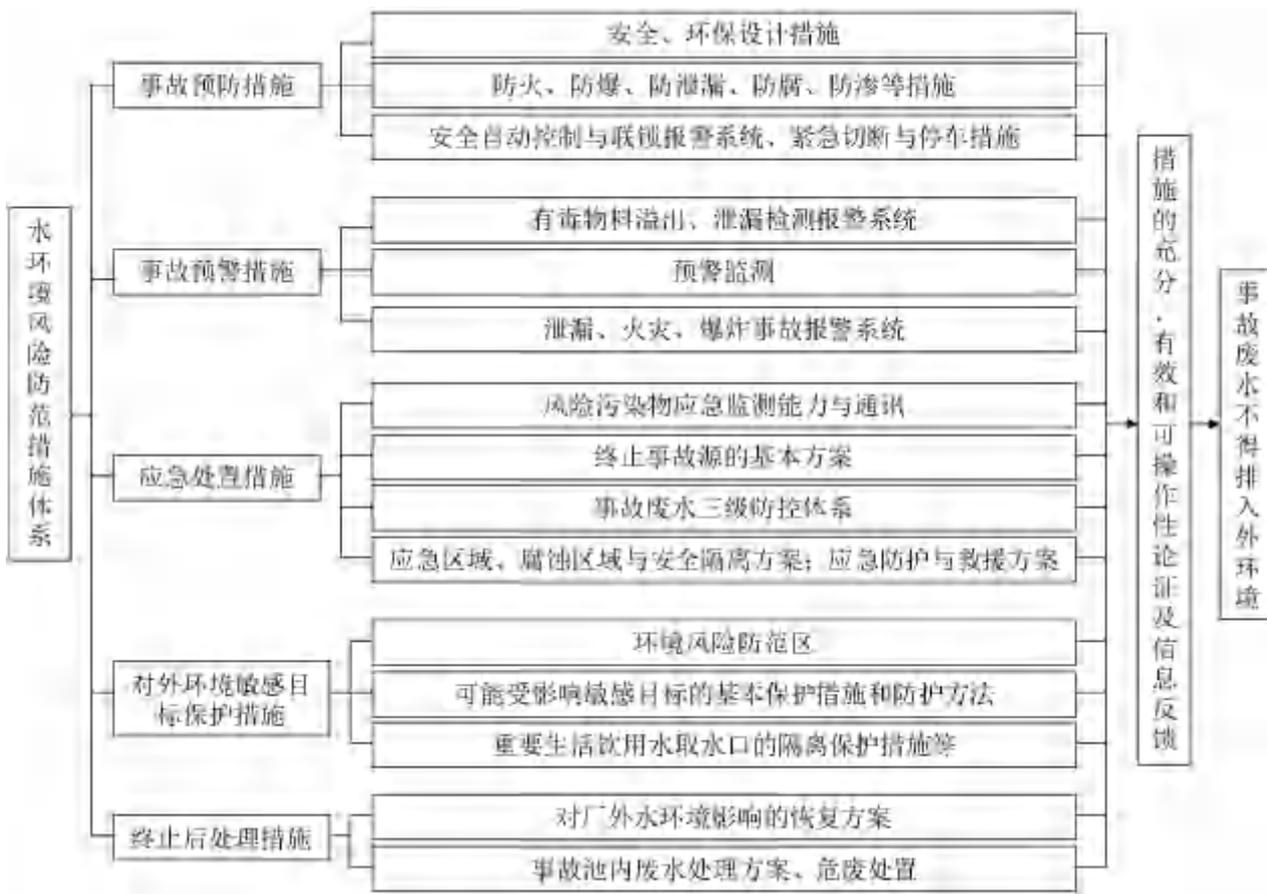 水环境风险防范措施体系
事故预防措施
安全、环保设计措施
防火、防爆、防泄漏、防腐、防渗等措施
安全自动控制与联锁报警系统、紧急切断与停车措施
事故预警措施
有毒物料溢出、泄漏检测报警系统
预警监测
泄漏、火灾、爆炸事故报警系统
应急处置措施
风险污染物应急监测能力与通讯
终止事故源的基本方案
事故废水三级防控体系
应急区域、腐蚀区域与安全隔离方案；应急防护与救援方案
对外环境敏感目
标保护措施
环境风险防范区
可能受影响敏感目标的基本保护措施和防护方法
重要生活饮用水取水口的隔离保护措施等
终止后处理措施
对厂外水环境影响的恢复方案
事故池内废水处理方案、危废处置
措施的充分，有效和可操作性论证及信息反馈
事故废水不得排入外环境